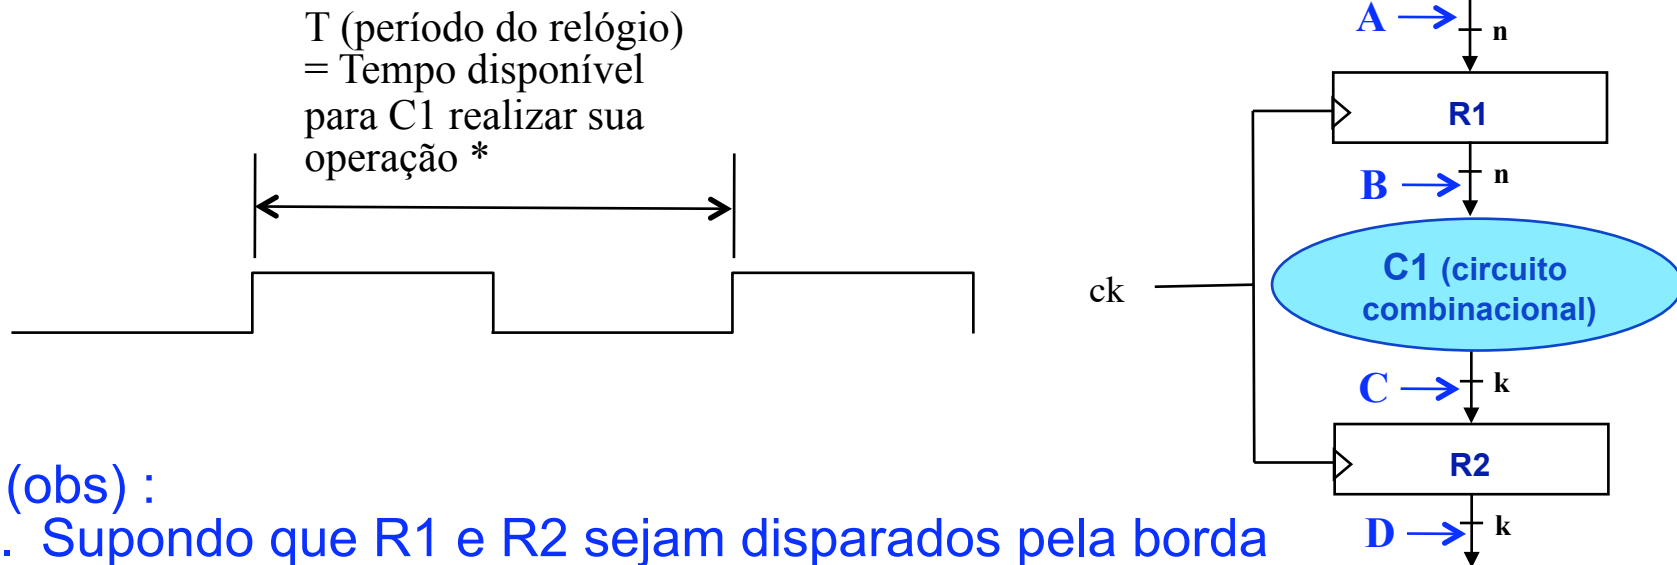 T (período do relógio)
= Tempo disponível
para C1 realizar sua
operação *
A
n
R1
B
n
ck
C1 (circuito
combinacional)
C
k
R2
D
k
(obs) :
. Supondo que R1 e R2 sejam disparados pela borda